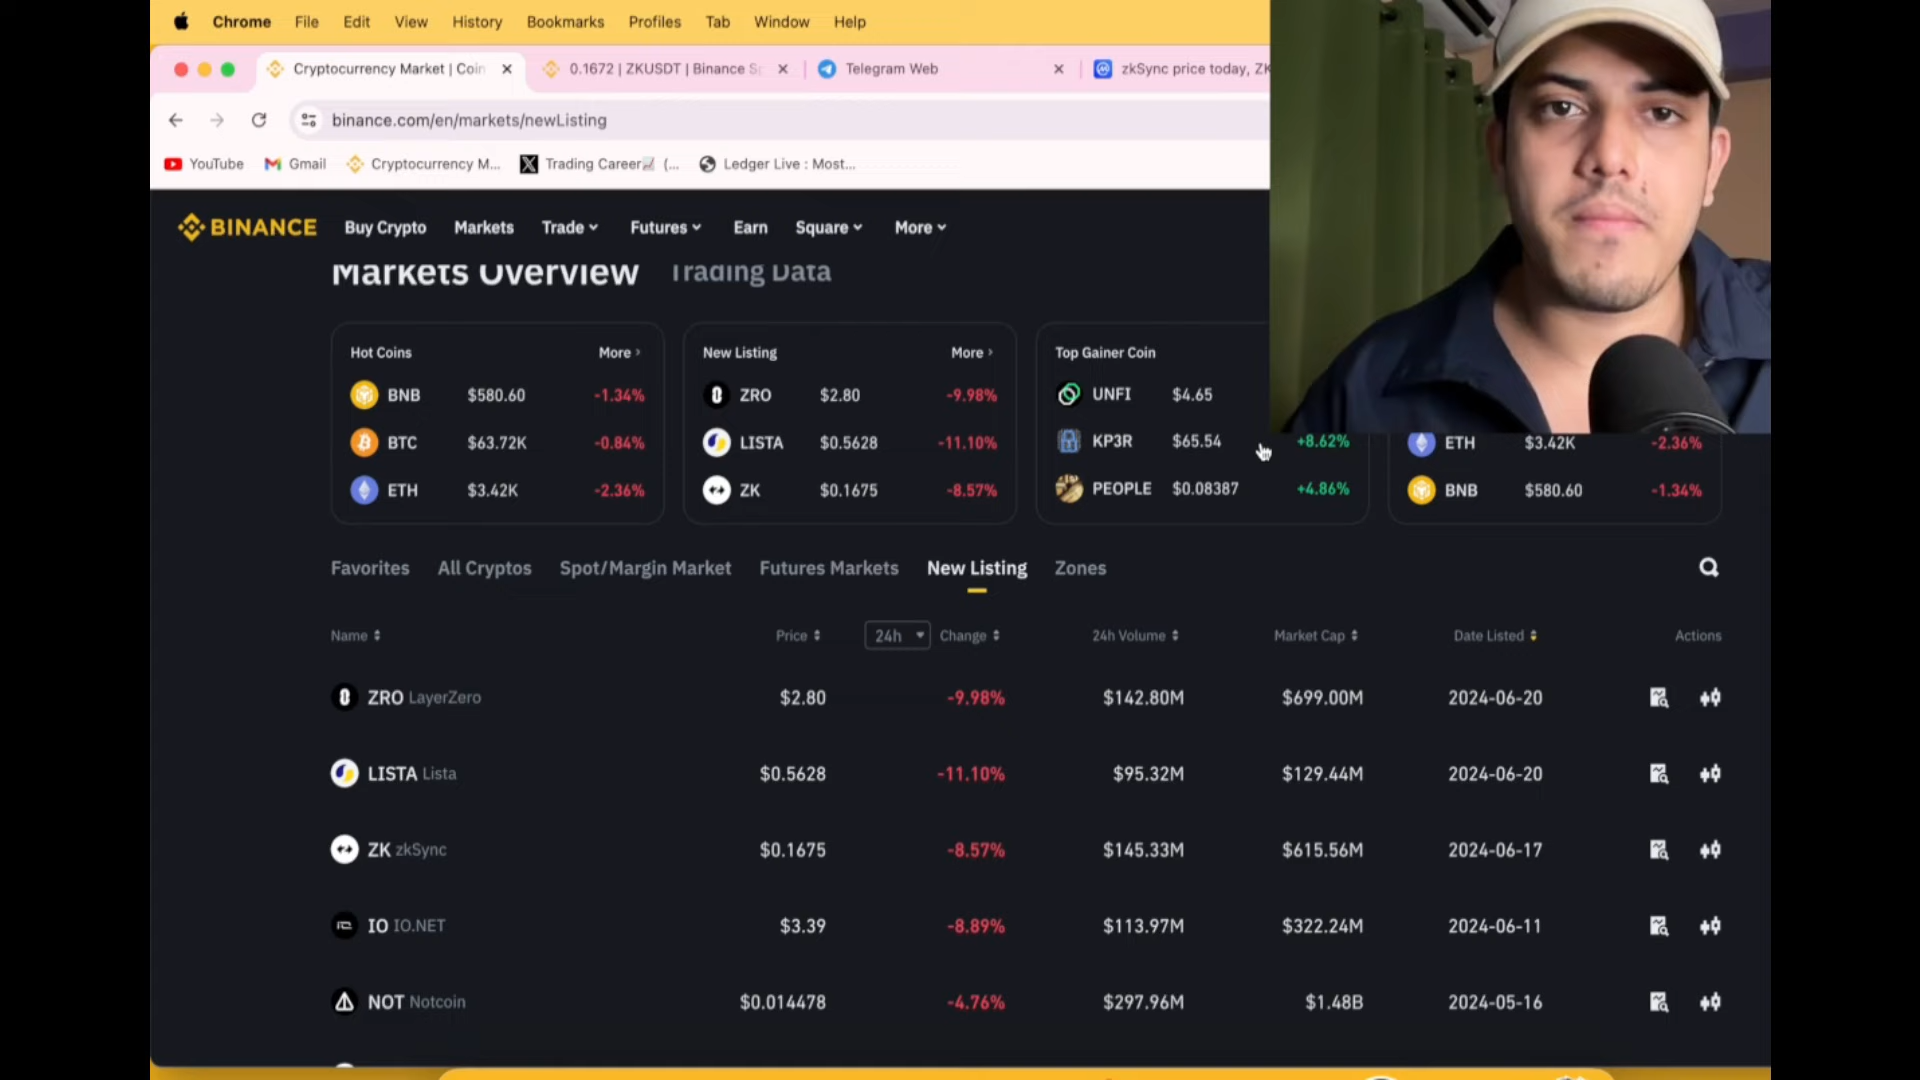 Chrome File Edit View History Bookmarks Profiles Tab Window Help
Cryptocurrency Market | Coin 0.1672 | ZKUSDT | Binance Sp Telegram Web zkSync price today, ZK
binance.com/en/markets/newListing
YouTube Gmail Cryptocurrency M... Trading Career (... Ledger Live : Most...
BINANCE Buy Crypto Markets Trade Futures Earn Square More
Markets Overview Trading Data
Hot Coins More
BNB $580.60 -1.34%
BTC $63.72K -0.84%
ETH $3.42K -2.36%
New Listing More
ZRO $2.80 -9.98%
LISTA $0.5628 -11.10%
ZK $0.1675 -8.57%
Top Gainer Coin
UNFI $4.65
KP3R $65.54 +8.62%
PEOPLE $0.08387 +4.86%
ETH $3.42K -2.36%
BNB $580.60 -1.34%
Favorites All Cryptos Spot/Margin Market Futures Markets New Listing Zones
Name Price 24h Change 24h Volume Market Cap Date Listed Actions
ZRO LayerZero $2.80 -9.98% $142.80M $699.00M 2024-06-20
LISTA Lista $0.5628 -11.10% $95.32M $129.44M 2024-06-20
ZK zkSync $0.1675 -8.57% $145.33M $615.56M 2024-06-17
IO IO.NET $3.39 -8.89% $113.97M $322.24M 2024-06-11
NOT Notcoin $0.014478 -4.76% $297.96M $1.48B 2024-05-16